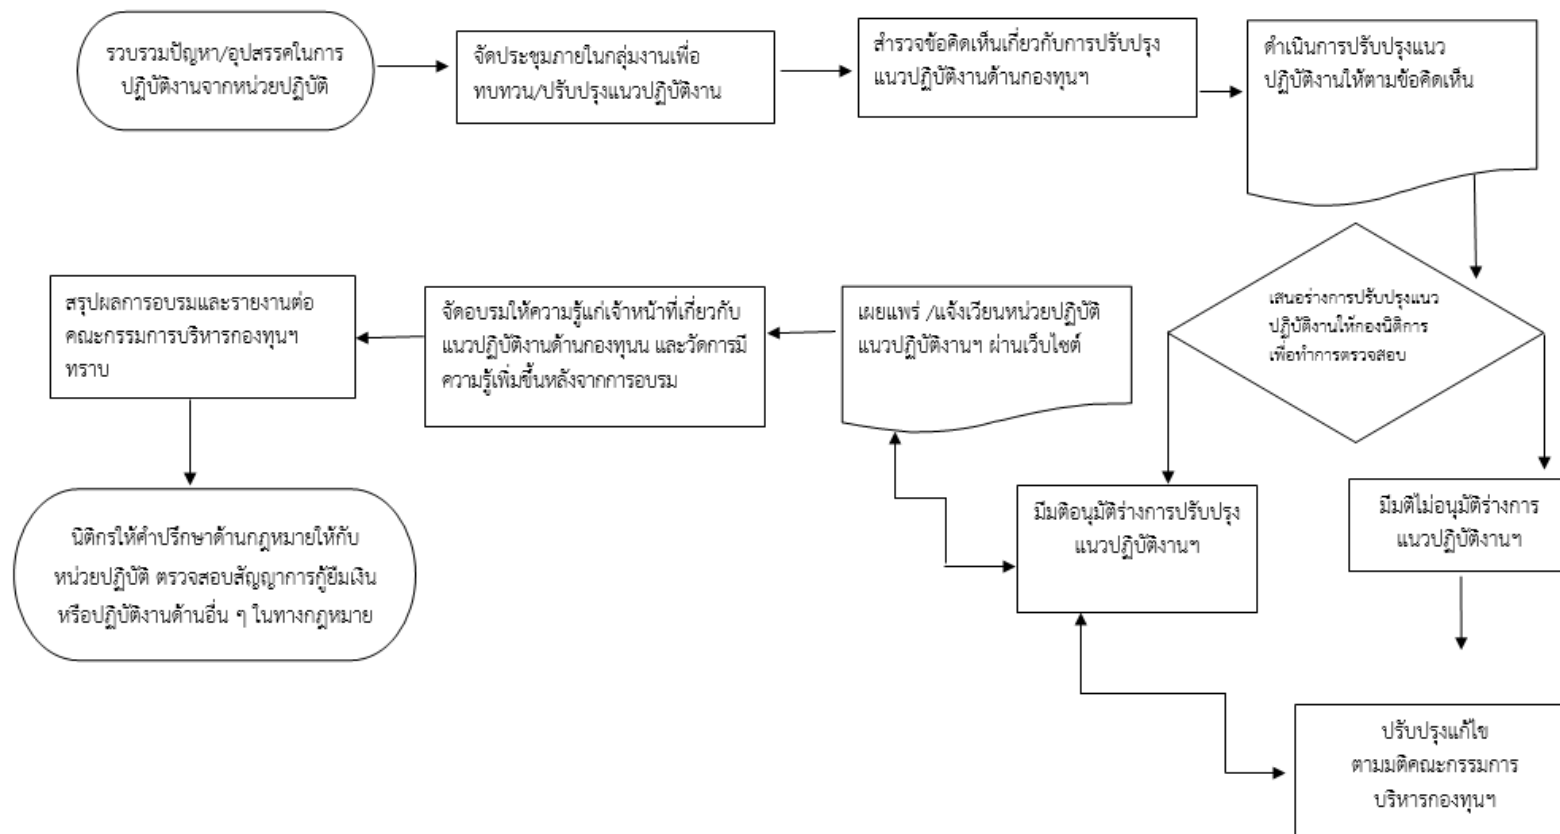 รวบรวมปัญหา/อุปสรรคในการ
ปฏิบัติงานจากหน่วยปฏิบัติ
จัดประชุมภายในกลุ่มงานเพื่อ
ทบทวน/ปรับปรุงแนวปฏิบัติงาน
สำรวจข้อคิดเห็นเกี่ยวกับการปรับปรุง
แนวปฏิบัติงานด้านกองทุนฯ
ดำเนินการปรับปรุงแนว
ปฏิบัติงานให้ตามข้อคิดเห็น
เสนอร่างการปรับปรุงแนว
ปฏิบัติงานให้กองนิติการ
เพื่อทำการตรวจสอบ
มีมติอนุมัติร่างการปรับปรุง
แนวปฏิบัติงานฯ
มีมติไม่อนุมัติร่างการ
แนวปฏิบัติงานฯ
ปรับปรุงแก้ไข
ตามมติคณะกรรมการ
บริหารกองทุนฯ
เผยแพร่ /แจ้งเวียนหน่วยปฏิบัติ
แนวปฏิบัติงานฯ ผ่านเว็บไซต์
จัดอบรมให้ความรู้แก่เจ้าหน้าที่เกี่ยวกับ
แนวปฏิบัติงานด้านกองทุนน และวัดการมี
ความรู้เพิ่มขึ้นหลังจากการอบรม
สรุปผลการอบรมและรายงานต่อ
คณะกรรมการบริหารกองทุนฯ
ทราบ
นิติกรให้คำปรึกษาด้านกฎหมายให้กับ
หน่วยปฏิบัติ ตรวจสอบสัญญาการกู้ยืมเงิน
หรือปฏิบัติงานด้านอื่น ๆ ในทางกฎหมาย